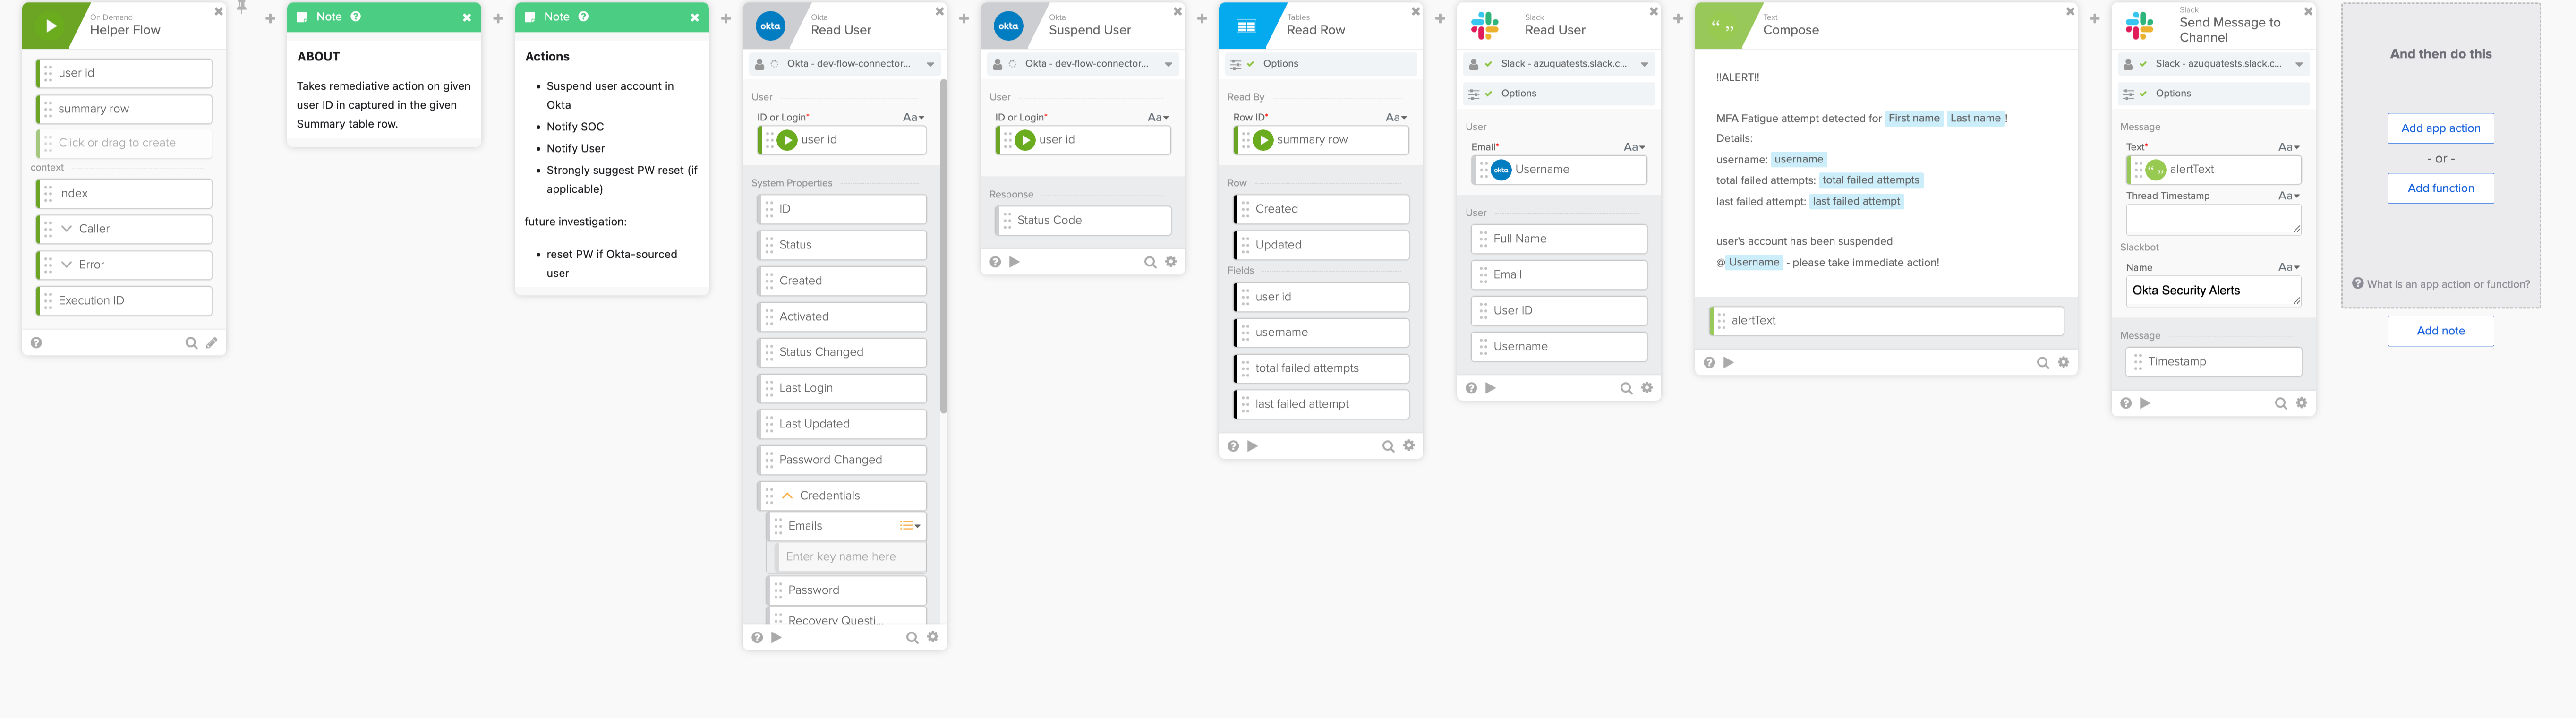 On Demand
Helper Flow
user id
summary row
Click or drag to create
context
Index
Caller
Error
Execution ID
Note
ABOUT
Takes remediative action on given
user ID in captured in the given
Summary table row.
Note
Actions
Suspend user account in
Okta
Notify SOC
Notify User
Strongly suggest PW reset (if
applicable)
future investigation:
reset PW if Okta-sourced
user
okta
Okta
Read User
Okta - dev-flow-connector...
User
ID or Login*
Aa
user id
System Properties
ID
Status
Created
Activated
Status Changed
Last Login
Last Updated
Password Changed
Credentials
Emails
Enter key name here
Password
Recovery Questi...
okta
Okta
Suspend User
Okta - dev-flow-connector...
User
ID or Login*
Aa
user id
Response
Status Code
Tables
Read Row
Options
Read By
Row ID*
Aa
summary row
Row
Created
Updated
Fields
user id
username
total failed attempts
last failed attempt
Slack
Read User
Slack - azuquatests.slack.c...
Options
User
Email*
Aa
okta
Username
User
Full Name
Email
User ID
Username
Text
Compose
!!ALERT!!
MFA Fatigue attempt detected for First name Last name !
Details:
username: username
total failed attempts: total failed attempts
last failed attempt: last failed attempt
user's account has been suspended
@ Username - please take immediate action!
alertText
Slack
Send Message to
Channel
Slack - azuquatests.slack.c...
Options
Message
Text*
Aa
alertText
Thread Timestamp
Aa
Slackbot
Name
Aa
Okta Security Alerts
Message
Timestamp
And then do this
Add app action
- or -
Add function
What is an app action or function?
Add note